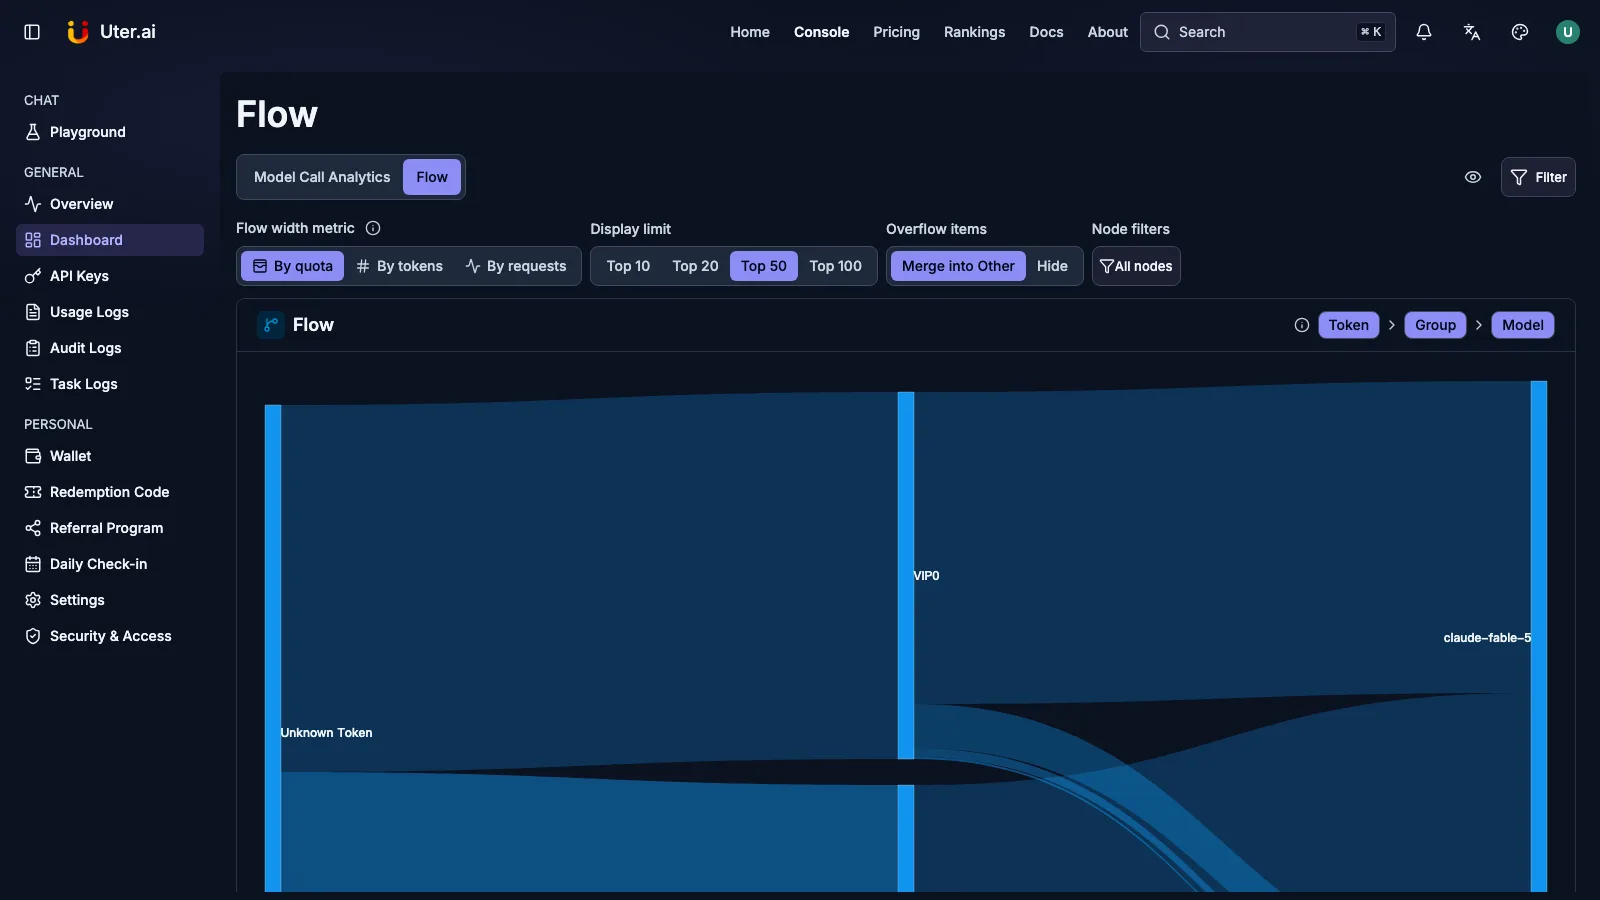 Uter.ai
Home
Console
Pricing
Rankings
Docs
About
Search
⌘ K
U
CHAT
Playground
GENERAL
Overview
Dashboard
API Keys
Usage Logs
Audit Logs
Task Logs
PERSONAL
Wallet
Redemption Code
Referral Program
Daily Check-in
Settings
Security & Access
Flow
Model Call Analytics
Flow
Filter
Flow width metric
By quota
By tokens
By requests
Display limit
Top 10
Top 20
Top 50
Top 100
Overflow items
Merge into Other
Hide
Node filters
All nodes
Flow
Token
Group
Model
VIP0
claude-fable-5
Unknown Token